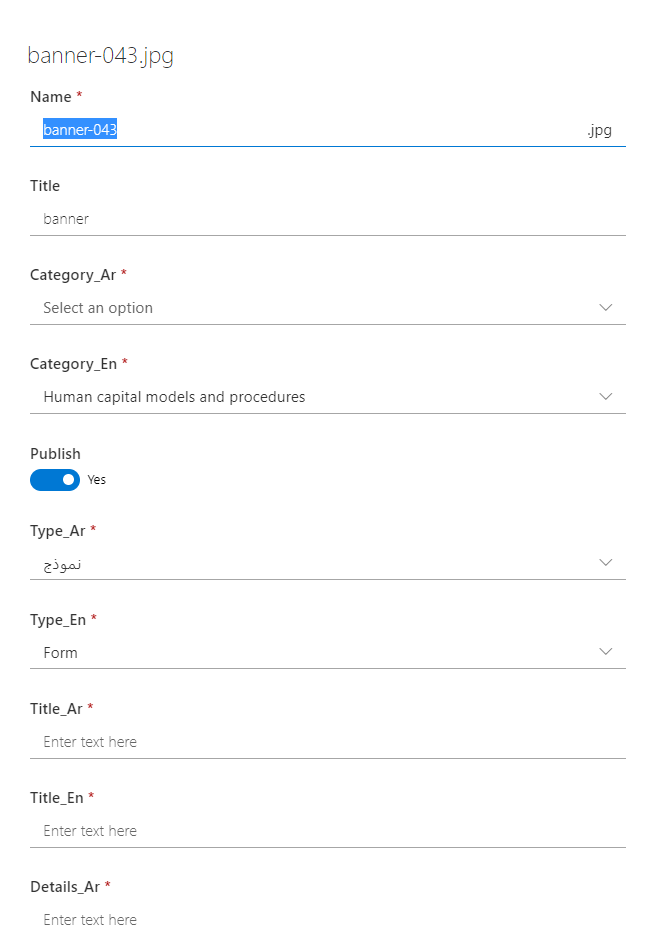 banner-043.jpg
Name *
banner-043 .jpg
Title
banner
Category_Ar *
Select an option
Category_En *
Human capital models and procedures
Publish
Yes
Type_Ar *
نموذج
Type_En *
Form
Title_Ar *
Enter text here
Title_En *
Enter text here
Details_Ar *
Enter text here